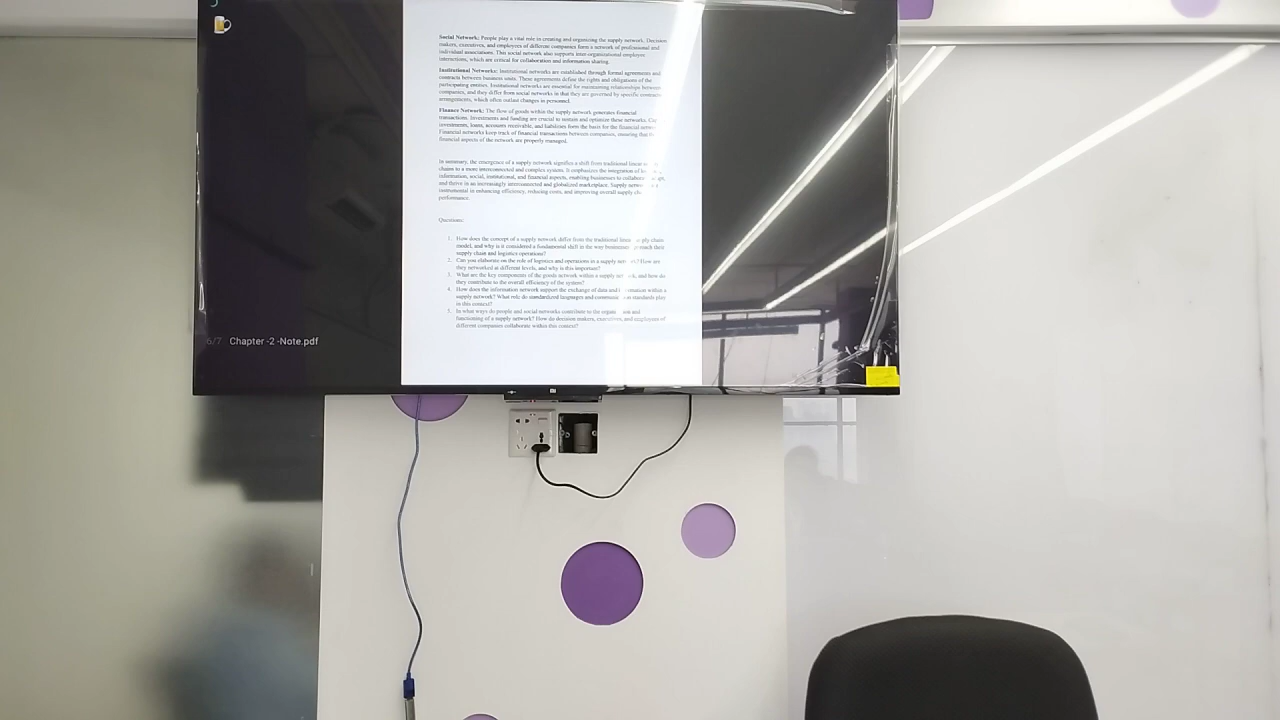 Social Network: People play a vital role in creating and organizing the supply network. Decision
makers, executives, and employees of different companies form a network of professional and
individual associations. This social network also supports inter-organizational employee
interactions, which are critical for collaboration and information sharing.
Institutional Networks: Institutional networks are established through formal agreements and
contracts between business units. These agreements define the rights and obligations of the
participating entities. Institutional networks are essential for maintaining relationships between
companies, and they differ from social networks in that they are governed by specific contracts
arrangements, which often outlast changes in personnel.
Finance Network: The flow of goods within the supply network generates financial
transactions. Investments and funding are crucial to sustain and optimize these networks.
investments, loans, accounts receivable, and liabilities form the basis for the financial
Financial networks keep track of financial transactions between companies, ensuring that
financial aspects of the network are properly managed.
In summary, the emergence of a supply network signifies a shift from traditional linear
chains to a more interconnected and complex system. It emphasizes the integration of
information, social, institutional, and financial aspects, enabling businesses to
and thrive in an increasingly interconnected and globalized marketplace. Supply
instrumental in enhancing efficiency, reducing costs, and improving overall supply
performance.
Questions:
1. How does the concept of a supply network differ from the traditional chain
model, and why is it considered a fundamental shift in the way businesses their
supply chain and logistics operations?
2. Can you elaborate on the role of logistics and operations in a supply How are
they networked at different levels, and why is this important?
3. What are the key components of the goods network within a supply and how do
they contribute to the overall efficiency of the system?
4. How does the information network support the exchange of data and within a
supply network? What role do standardized languages and standards play
in this context?
5. In what ways do people and social networks contribute to the and
functioning of a supply network? How do decision makers, executives, and employees of
different companies collaborate within this context?
6/7 Chapter -2 -Note.pdf